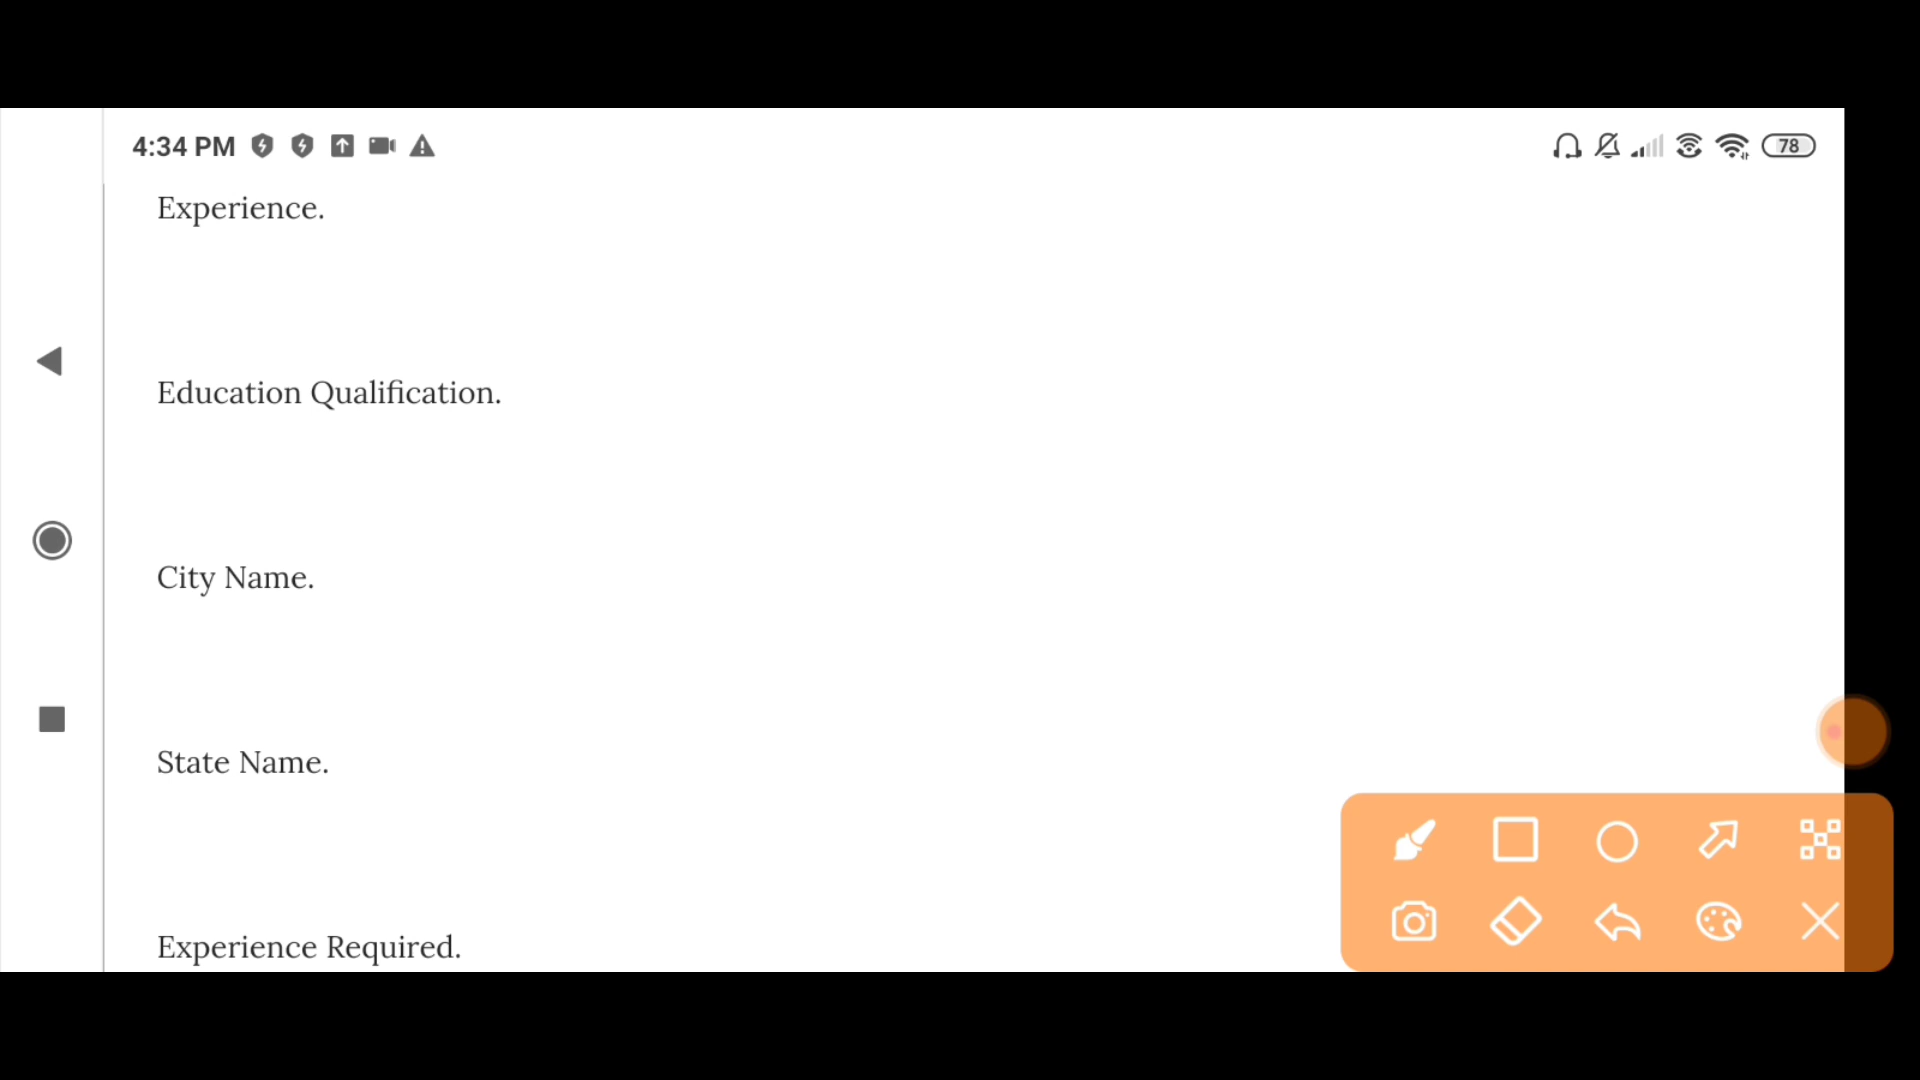 4:34 PM
78
Experience.
Education Qualification.
City Name.
State Name.
Experience Required.